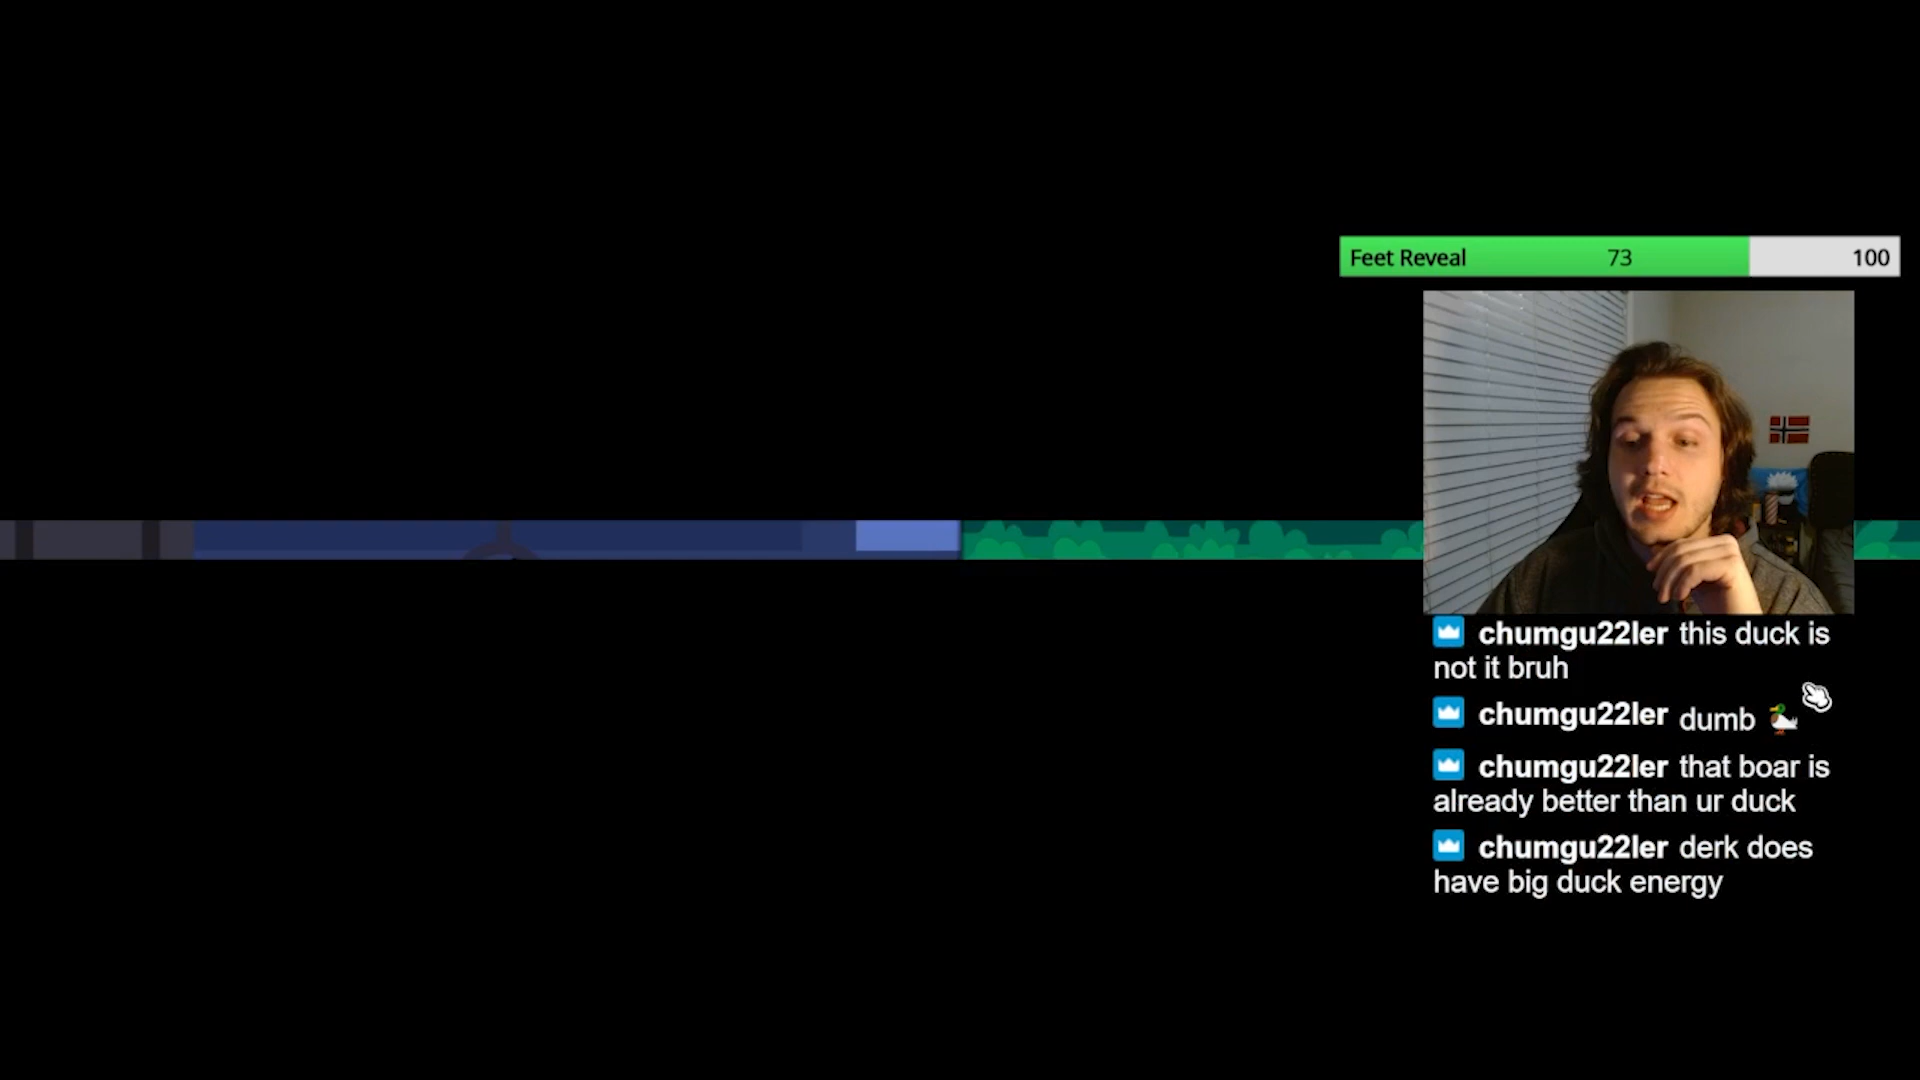 Feet Reveal 73 100
chumgu22ler this duck is
not it bruh
chumgu22ler dumb
chumgu22ler that boar is
already better than ur duck
chumgu22ler derk does
have big duck energy